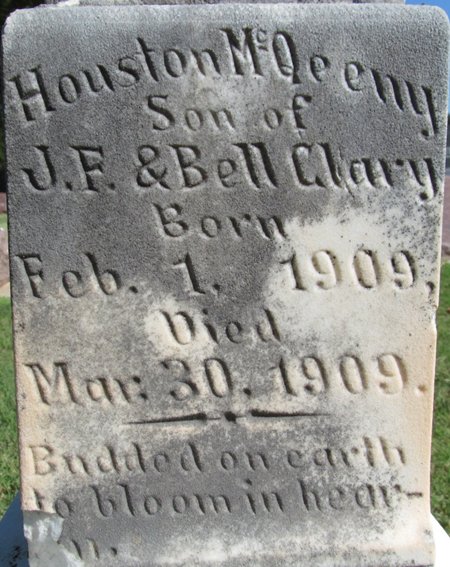 Houston McQeeny
Son of
J.F. & Bell Clary
Born
Feb. 1, 1909,
Died
Mar. 30, 1909.
Budded on earth
to bloom in heav-
en.